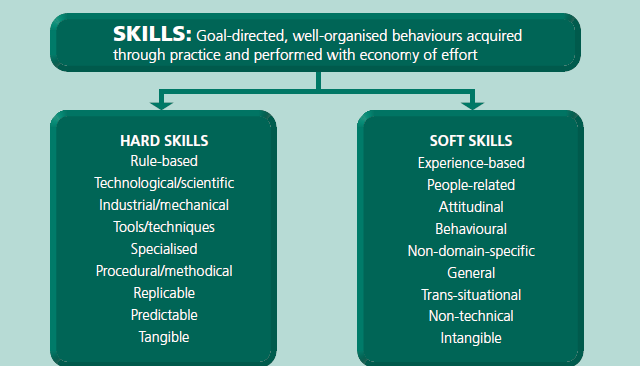 SKILLS: Goal-directed, well-organised behaviours acquired
through practice and performed with economy of effort
HARD SKILLS
Rule-based
Technological/scientific
Industrial/mechanical
Tools/techniques
Specialised
Procedural/methodical
Replicable
Predictable
Tangible
SOFT SKILLS
Experience-based
People-related
Attitudinal
Behavioural
Non-domain-specific
General
Trans-situational
Non-technical
Intangible